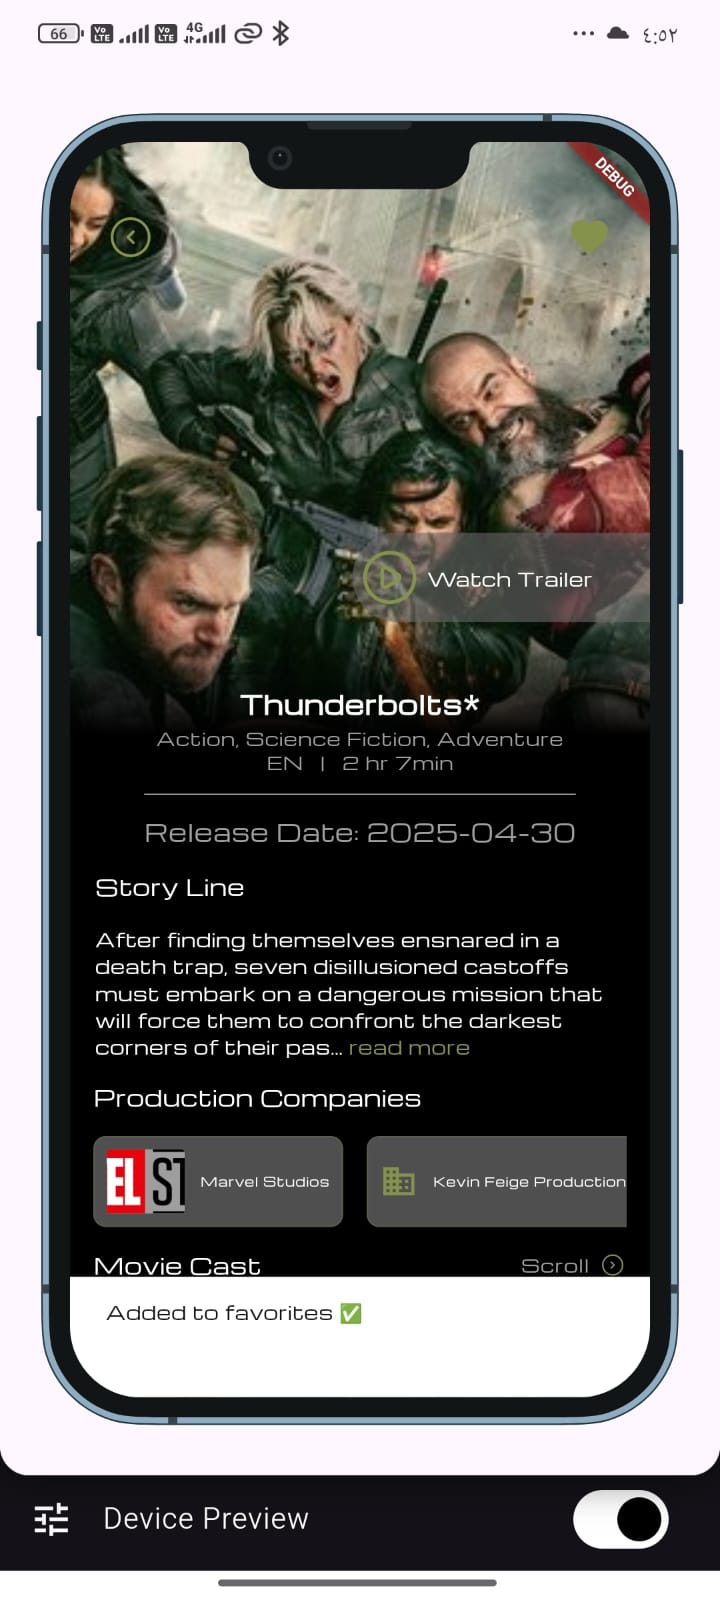 66 Vo LTE Vo LTE 4G ... ٤:٥٢
DEBUG
Watch Trailer
Thunderbolts*
Action, Science Fiction, Adventure
EN | 2 hr 7min
Release Date: 2025-04-30
Story Line
After finding themselves ensnared in a
death trap, seven disillusioned castoffs
must embark on a dangerous mission that
will force them to confront the darkest
corners of their pas... read more
Production Companies
EL ST Marvel Studios
Kevin Feige Production
Movie Cast Scroll
Added to favorites ✅
Device Preview